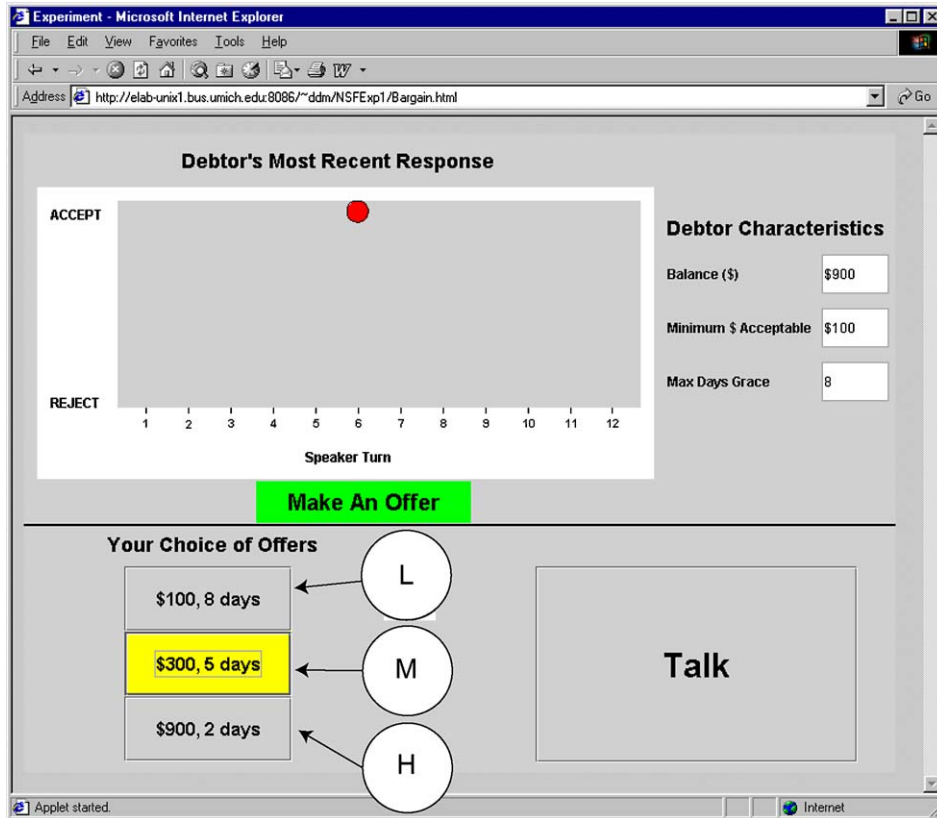 Experiment - Microsoft Internet Explorer
File Edit View Favorites Tools Help
Address http://elab-unix1.bus.umich.edu:8086/~ddm/NSFExp1/Bargain.html Go
Debtor's Most Recent Response
ACCEPT
REJECT
1 2 3 4 5 6 7 8 9 10 11 12
Speaker Turn
Debtor Characteristics
Balance ($) $900
Minimum $ Acceptable $100
Max Days Grace 8
Make An Offer
Your Choice of Offers
$100, 8 days
$300, 5 days
$900, 2 days
L
M
H
Talk
Applet started.
Internet